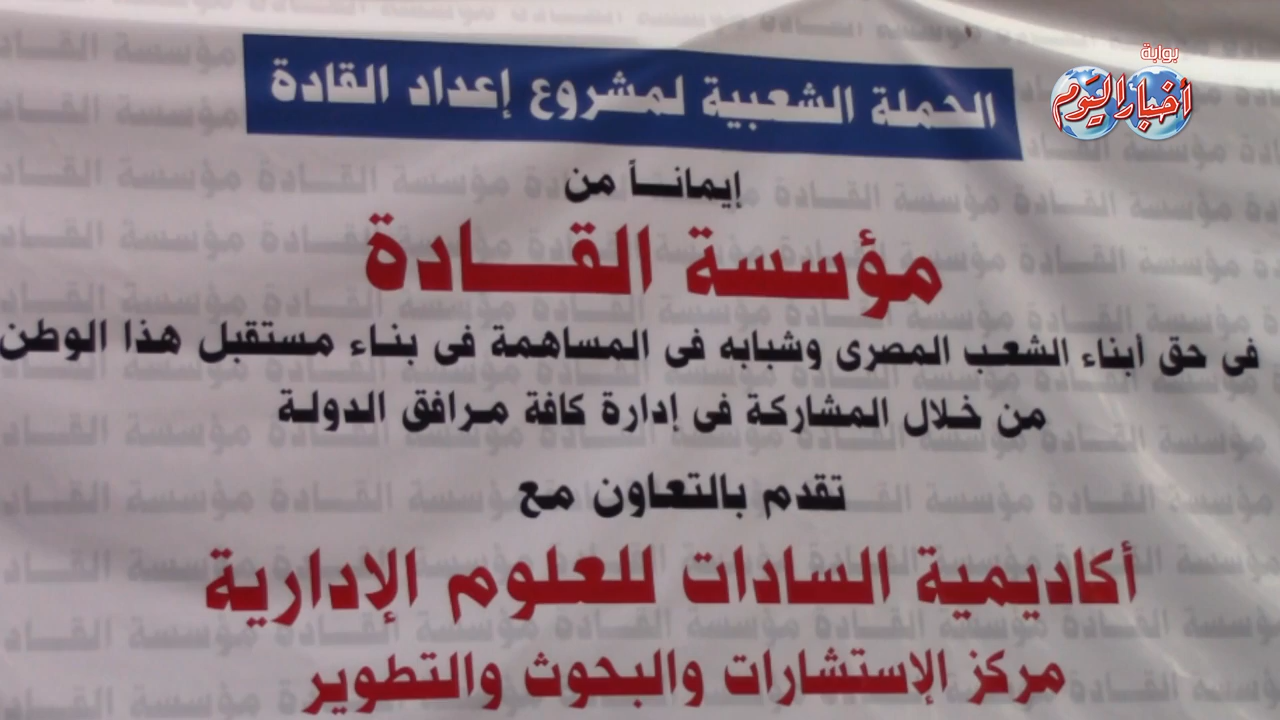 بوابة
أخبار اليوم
الحملة الشعبية لمشروع إعداد القادة
إيمانـاً من
مؤسسة القــادة
فى حق أبناء الشعب المصرى وشبابه فى المساهمة فى بناء مستقبل هذا الوطن
من خلال المشاركة فى إدارة كافة مرافق الدولة
تقدم بالتعاون مع
أكاديمية السادات للعلوم الإدارية
مركز الإستشارات والبحوث والتطوير